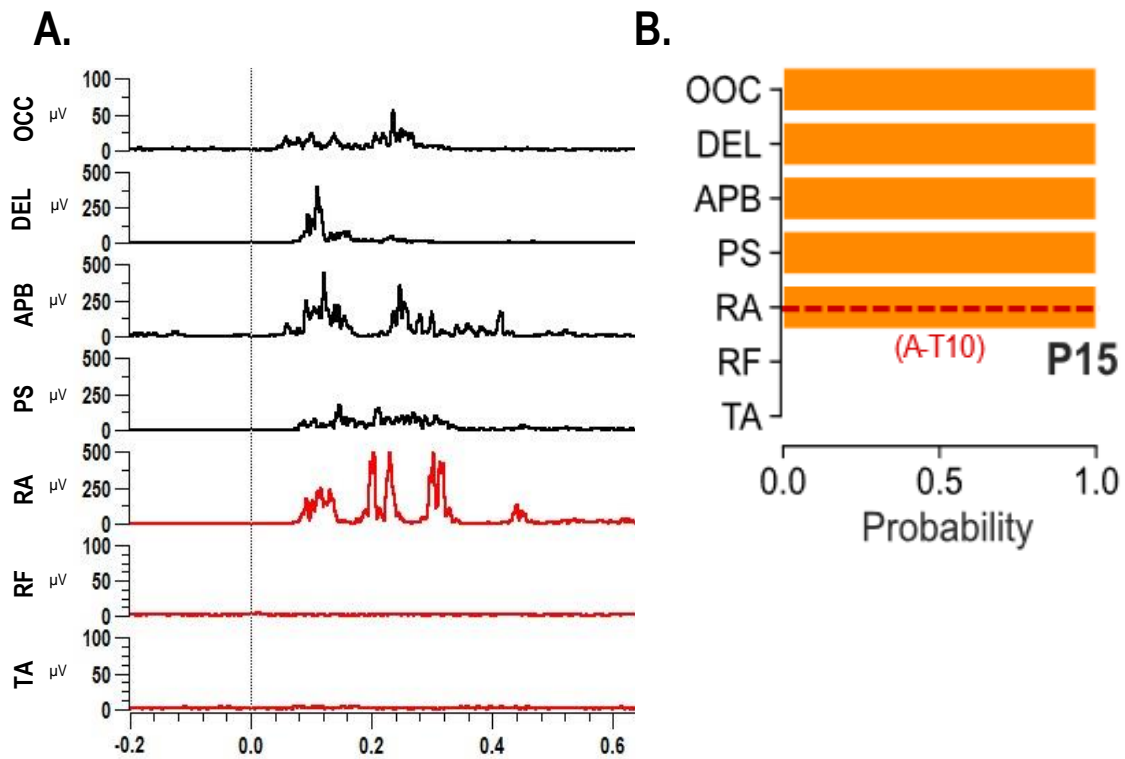 A.
100
50
0
µV
OCC
500
250
0
µV
DEL
500
250
0
µV
APB
500
250
0
µV
PS
500
250
0
µV
RA
100
50
0
µV
RF
100
50
0
µV
TA
-0.2 0.0 0.2 0.4 0.6
B.
OOC
DEL
APB
PS
RA
(A-T10)
RF
P15
TA
0.0 0.5 1.0
Probability